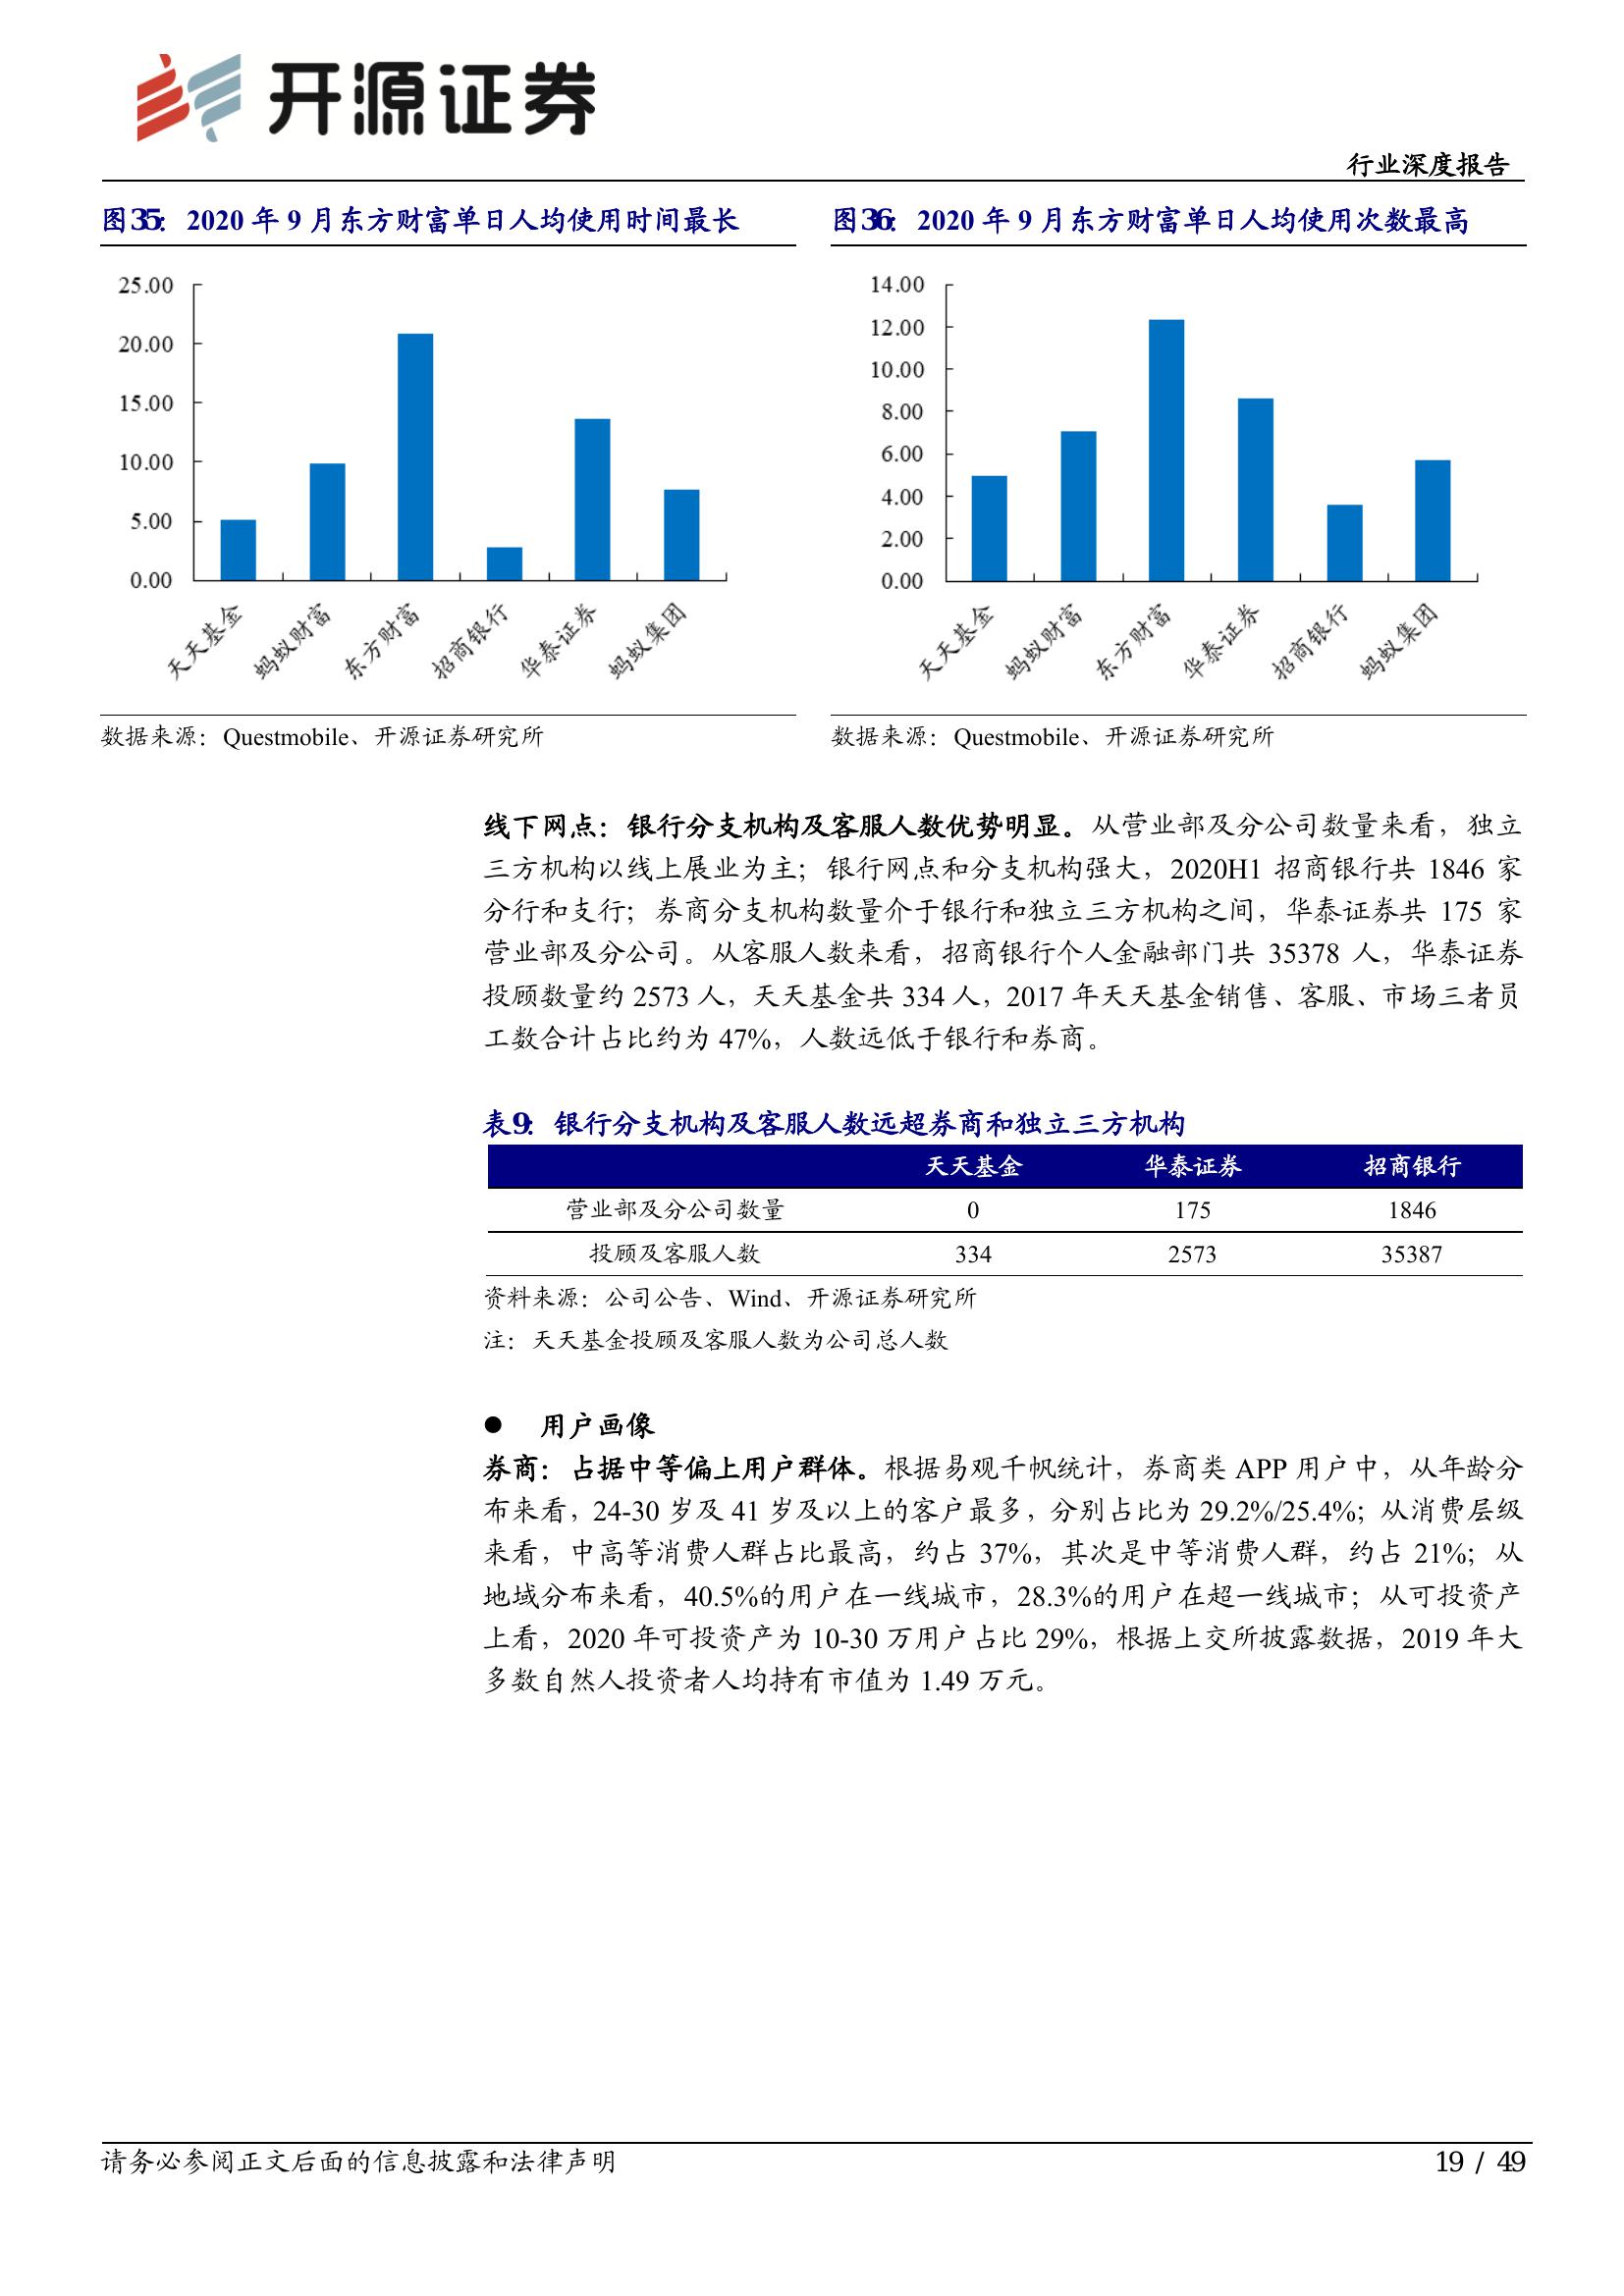 开源证券
行业深度报告
图35： 2020 年 9 月东方财富单日人均使用时间最长
25.00
20.00
15.00
10.00
5.00
0.00
天天基金
蚂蚁财富
东方财富
招商银行
华泰证券
蚂蚁集团
数据来源：Questmobile、开源证券研究所
图36： 2020 年 9 月东方财富单日人均使用次数最高
14.00
12.00
10.00
8.00
6.00
4.00
2.00
0.00
天天基金
蚂蚁财富
东方财富
华泰证券
招商银行
蚂蚁集团
数据来源：Questmobile、开源证券研究所
线下网点：银行分支机构及客服人数优势明显。从营业部及分公司数量来看，独立
三方机构以线上展业为主；银行网点和分支机构强大，2020H1 招商银行共 1846 家
分行和支行；券商分支机构数量介于银行和独立三方机构之间，华泰证券共 175 家
营业部及分公司。从客服人数来看，招商银行个人金融部门共 35378 人，华泰证券
投顾数量约 2573 人，天天基金共 334 人，2017 年天天基金销售、客服、市场三者员
工数合计占比约为 47%，人数远低于银行和券商。
表9： 银行分支机构及客服人数远超券商和独立三方机构
天天基金 华泰证券 招商银行
营业部及分公司数量 0 175 1846
投顾及客服人数 334 2573 35387
资料来源：公司公告、Wind、开源证券研究所
注：天天基金投顾及客服人数为公司总人数
● 用户画像
券商：占据中等偏上用户群体。根据易观千帆统计，券商类 APP 用户中，从年龄分
布来看，24-30 岁及 41 岁及以上的客户最多，分别占比为 29.2%/25.4%；从消费层级
来看，中高等消费人群占比最高，约占 37%，其次是中等消费人群，约占 21%；从
地域分布来看，40.5%的用户在一线城市，28.3%的用户在超一线城市；从可投资产
上看，2020 年可投资产为 10-30 万用户占比 29%，根据上交所披露数据，2019 年大
多数自然人投资者人均持有市值为 1.49 万元。
请务必参阅正文后面的信息披露和法律声明
19 / 49